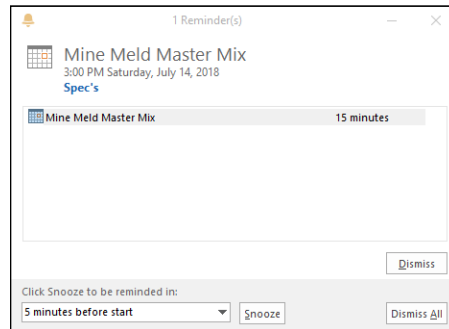 1 Reminder(s)
Mine Meld Master Mix
3:00 PM Saturday, July 14, 2018
Spec's
Mine Meld Master Mix 15 minutes
Dismiss
Click Snooze to be reminded in:
5 minutes before start Snooze Dismiss All